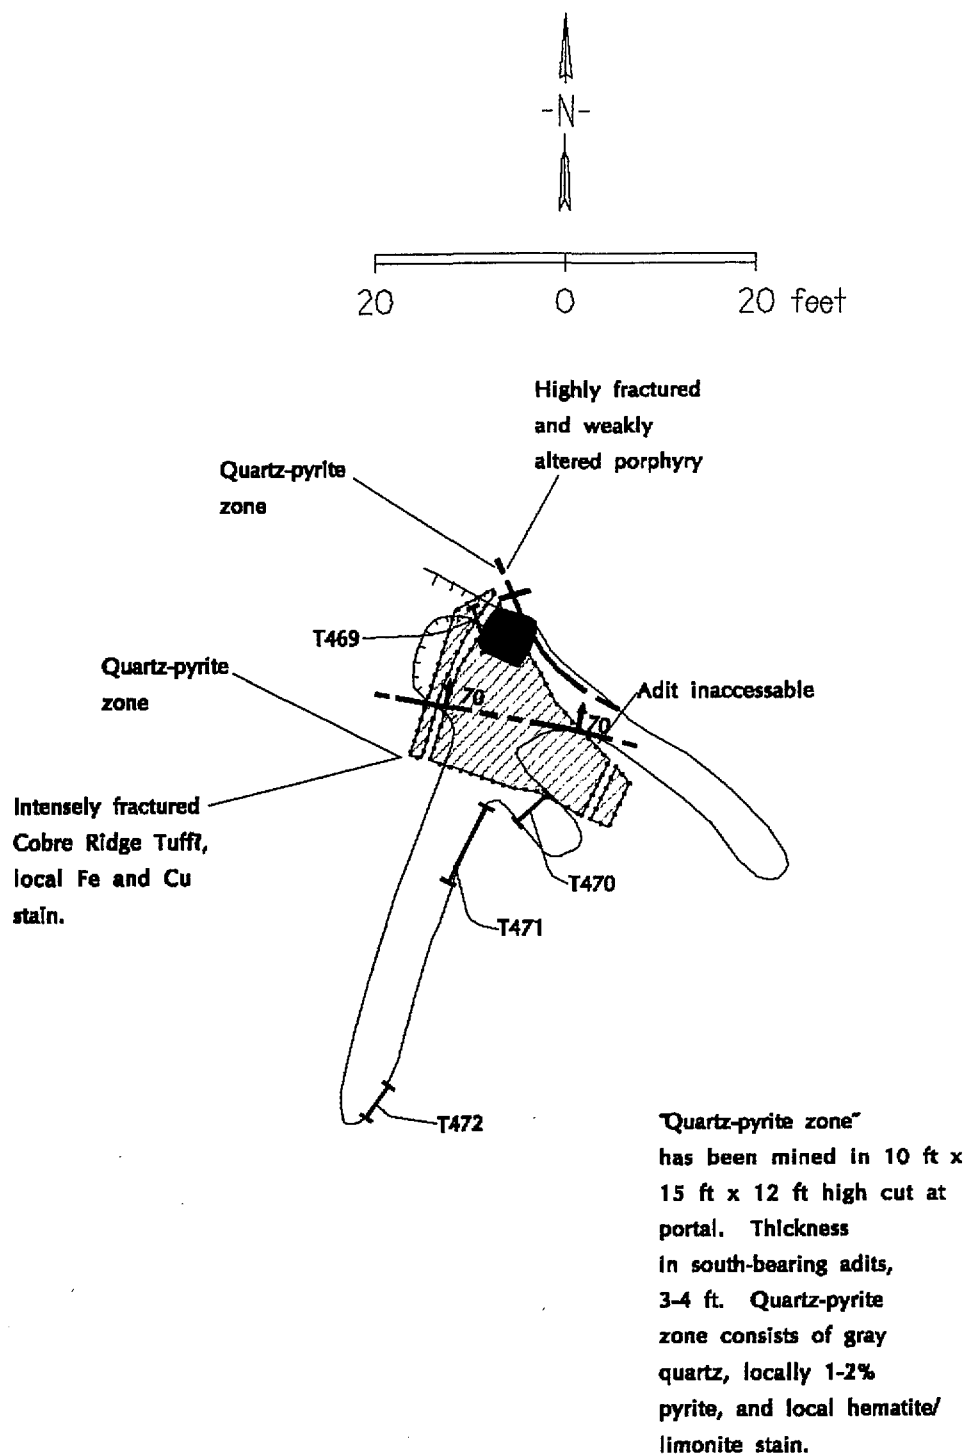 -N-
20 0 20 feet
Highly fractured
and weakly
altered porphyry
Quartz-pyrite
zone
T469
Quartz-pyrite
zone
70
Adit inaccessable
70
Intensely fractured
Cobre Ridge Tuff?,
local Fe and Cu
stain.
T470
T471
T472
"Quartz-pyrite zone"
has been mined in 10 ft x
15 ft x 12 ft high cut at
portal. Thickness
in south-bearing adits,
3-4 ft. Quartz-pyrite
zone consists of gray
quartz, locally 1-2%
pyrite, and local hematite/
limonite stain.